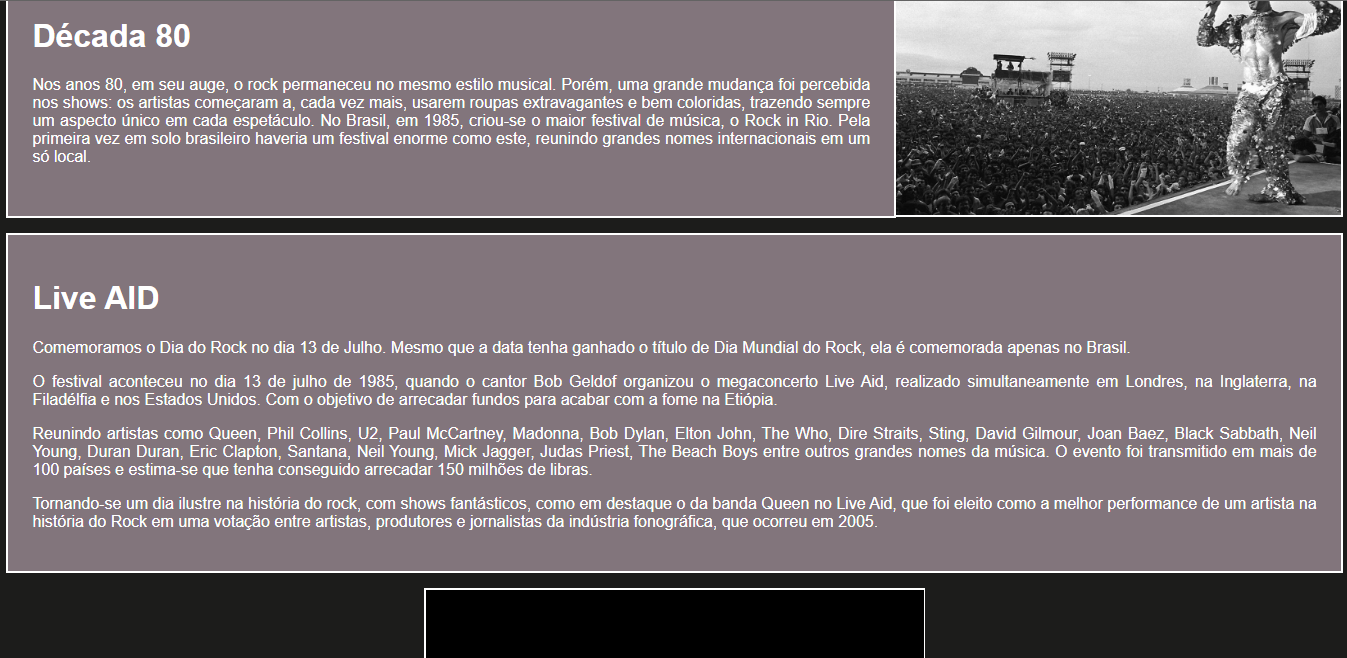 Década 80
Nos anos 80, em seu auge, o rock permaneceu no mesmo estilo musical. Porém, uma grande mudança foi percebida
nos shows: os artistas começaram a, cada vez mais, usarem roupas extravagantes e bem coloridas, trazendo sempre
um aspecto único em cada espetáculo. No Brasil, em 1985, criou-se o maior festival de música, o Rock in Rio. Pela
primeira vez em solo brasileiro haveria um festival enorme como este, reunindo grandes nomes internacionais em um
só local.
Live AID
Comemoramos o Dia do Rock no dia 13 de Julho. Mesmo que a data tenha ganhado o título de Dia Mundial do Rock, ela é comemorada apenas no Brasil.
O festival aconteceu no dia 13 de julho de 1985, quando o cantor Bob Geldof organizou o megaconcerto Live Aid, realizado simultaneamente em Londres, na Inglaterra, na
Filadélfia e nos Estados Unidos. Com o objetivo de arrecadar fundos para acabar com a fome na Etiópia.
Reunindo artistas como Queen, Phil Collins, U2, Paul McCartney, Madonna, Bob Dylan, Elton John, The Who, Dire Straits, Sting, David Gilmour, Joan Baez, Black Sabbath, Neil
Young, Duran Duran, Eric Clapton, Santana, Neil Young, Mick Jagger, Judas Priest, The Beach Boys entre outros grandes nomes da música. O evento foi transmitido em mais de
100 países e estima-se que tenha conseguido arrecadar 150 milhões de libras.
Tornando-se um dia ilustre na história do rock, com shows fantásticos, como em destaque o da banda Queen no Live Aid, que foi eleito como a melhor performance de um artista na
história do Rock em uma votação entre artistas, produtores e jornalistas da indústria fonográfica, que ocorreu em 2005.